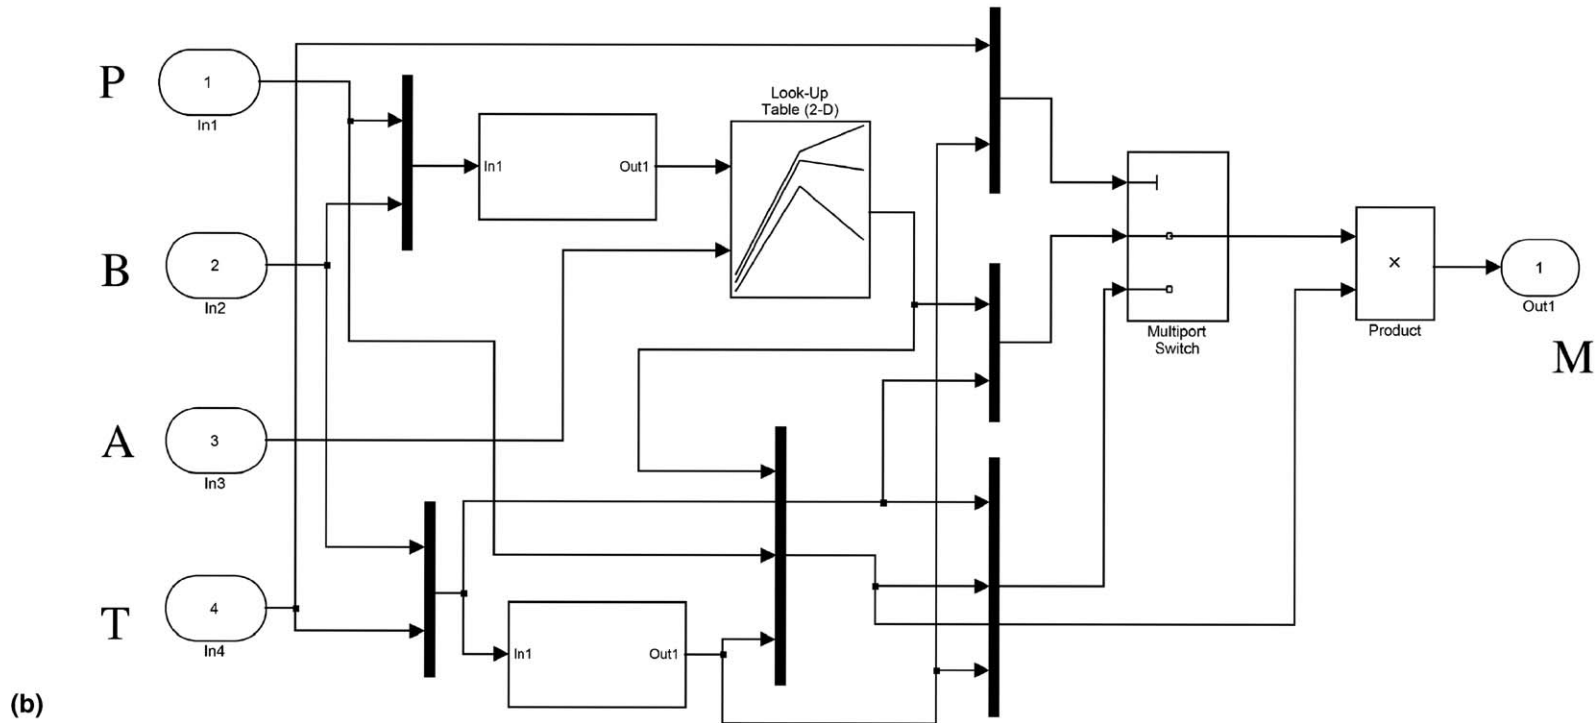 P
1
In1
B
2
In2
A
3
In3
T
4
In4
In1
Out1
Look-Up
Table (2-D)
In1
Out1
Multiport
Switch
×
Product
1
Out1
M
(b)